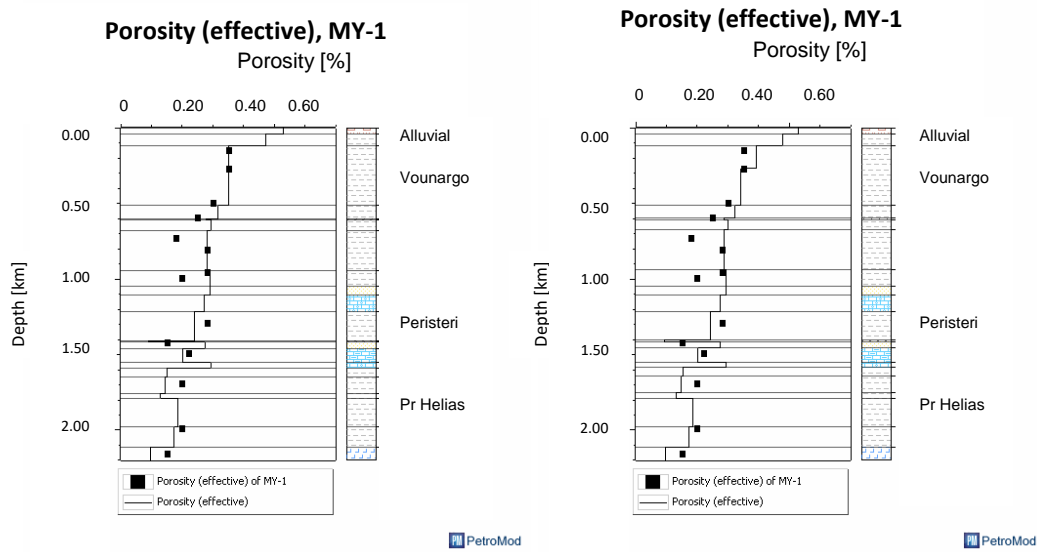 Porosity (effective), MY-1
Porosity [%]
0 0.20 0.40 0.60
0.00
0.50
1.00
1.50
2.00
Depth [km]
Alluvial
Vounargo
Peristeri
Pr Helias
Porosity (effective) of MY-1
Porosity (effective)
PM PetroMod
Porosity (effective), MY-1
Porosity [%]
0 0.20 0.40 0.60
0.00
0.50
1.00
1.50
2.00
Depth [km]
Alluvial
Vounargo
Peristeri
Pr Helias
Porosity (effective) of MY-1
Porosity (effective)
PM PetroMod